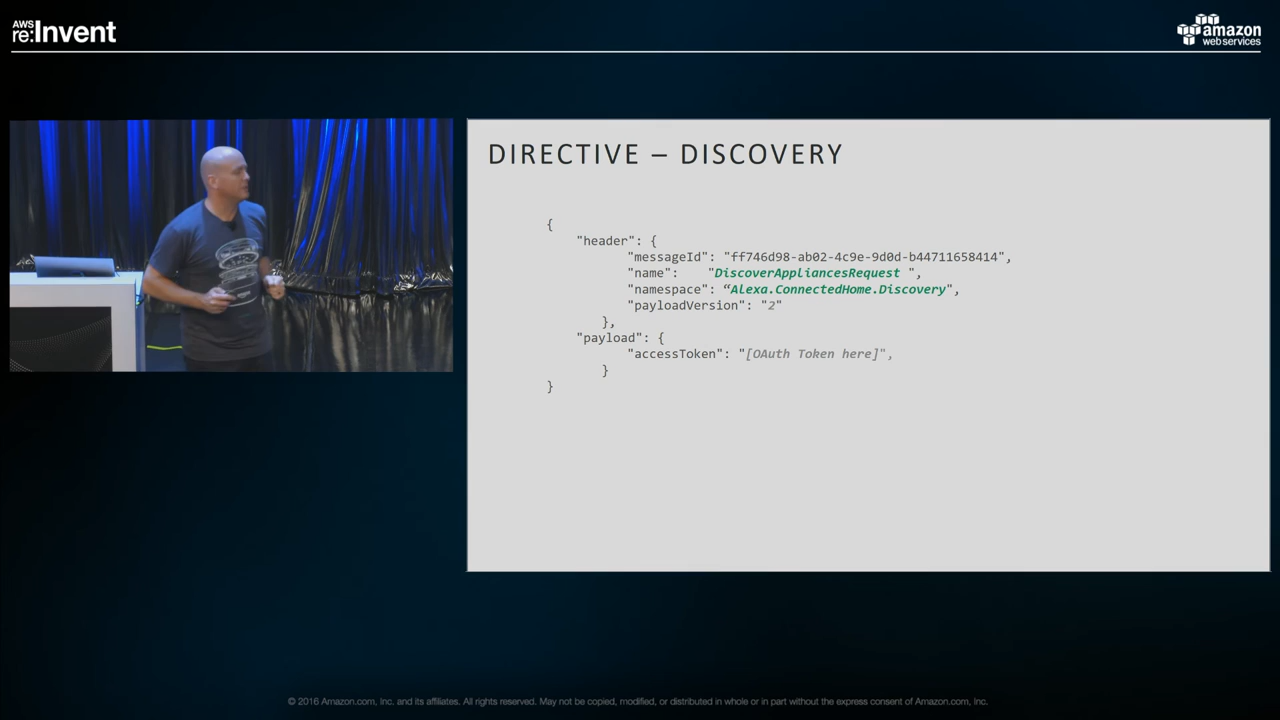 AWS
re:Invent
amazon
web services
DIRECTIVE – DISCOVERY
{
"header": {
"messageId": "ff746d98-ab02-4c9e-9d0d-b44711658414",
"name": "DiscoverAppliancesRequest ",
"namespace": “Alexa.ConnectedHome.Discovery",
"payloadVersion": "2"
},
"payload": {
"accessToken": "[OAuth Token here]",
}
}
© 2016 Amazon.com, Inc. and its affiliates. All rights reserved. May not be copied, modified, or distributed in whole or in part without the express consent of Amazon.com, Inc.